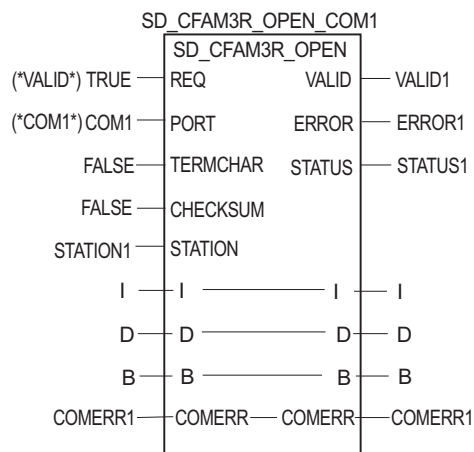 SD_CFAM3R_OPEN_COM1
SD_CFAM3R_OPEN
(*VALID*) TRUE REQ VALID VALID1
(*COM1*) COM1 PORT ERROR ERROR1
FALSE TERMCHAR STATUS STATUS1
FALSE CHECKSUM
STATION1 STATION
I I I I
D D D D
B B B B
COMERR1 COMERR COMERR COMERR1